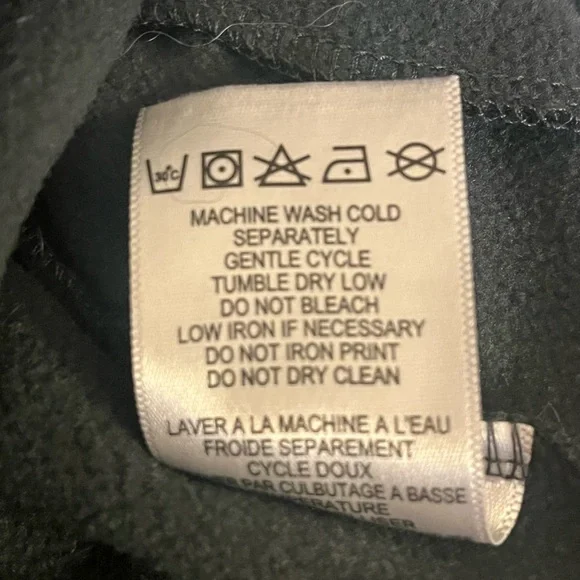 30°C
MACHINE WASH COLD
SEPARATELY
GENTLE CYCLE
TUMBLE DRY LOW
DO NOT BLEACH
LOW IRON IF NECESSARY
DO NOT IRON PRINT
DO NOT DRY CLEAN
LAVER A LA MACHINE A L'EAU
FROIDE SEPAREMENT
CYCLE DOUX
PAR CULBUTAGE A BASSE